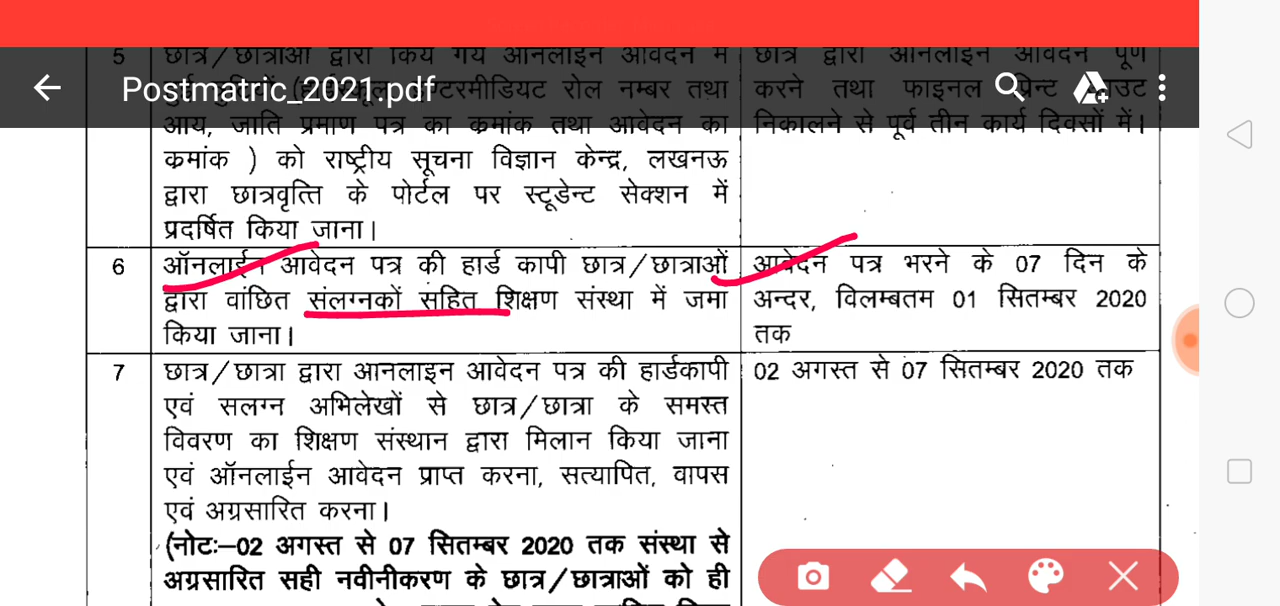 5 छात्र/छात्राओं द्वारा किये गये ऑनलाइन आवेदन में छात्र द्वारा ऑनलाइन आवेदन पूर्ण
Postmatric_2021.pdf
इण्टरमीडियट रोल नम्बर तथा करने तथा फाइनल प्रिन्ट आउट
आय, जाति प्रमाण पत्र का क्रमांक तथा आवेदन का निकालने से पूर्व तीन कार्य दिवसों में।
क्रमांक ) को राष्ट्रीय सूचना विज्ञान केन्द्र, लखनऊ
द्वारा छात्रवृत्ति के पोर्टल पर स्टूडेन्ट सेक्शन में
प्रदर्षित किया जाना।
6 ऑनलाईन आवेदन पत्र की हार्ड कापी छात्र/छात्राओं आवेदन पत्र भरने के 07 दिन के
द्वारा वांछित संलग्नकों सहित शिक्षण संस्था में जमा अन्दर, विलम्बतम 01 सितम्बर 2020
किया जाना। तक
7 छात्र/छात्रा द्वारा आनलाइन आवेदन पत्र की हार्डकापी 02 अगस्त से 07 सितम्बर 2020 तक
एवं सलग्न अभिलेखों से छात्र/छात्रा के समस्त
विवरण का शिक्षण संस्थान द्वारा मिलान किया जाना
एवं ऑनलाईन आवेदन प्राप्त करना, सत्यापित, वापस
एवं अग्रसारित करना।
(नोटः–02 अगस्त से 07 सितम्बर 2020 तक संस्था से
अग्रसारित सही नवीनीकरण के छात्र/छात्राओं को ही